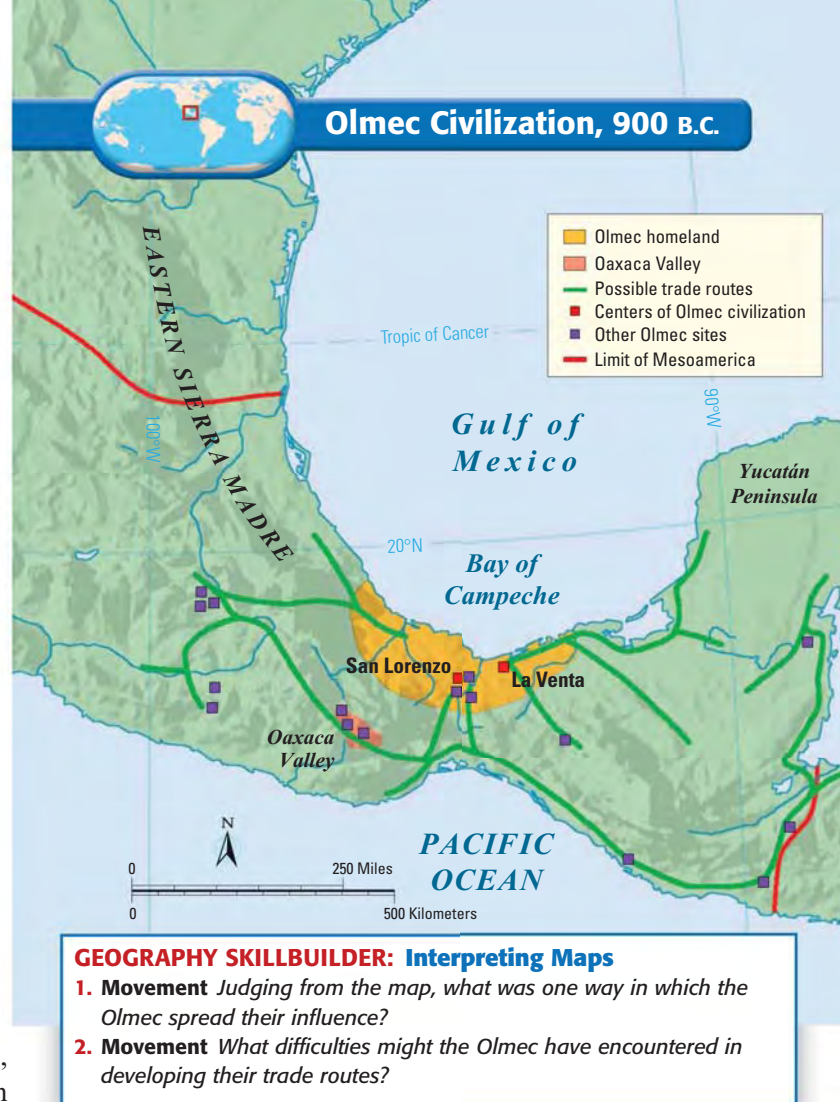 Olmec Civilization, 900 B.C.
Olmec homeland
Oaxaca Valley
Possible trade routes
Centers of Olmec civilization
Other Olmec sites
Limit of Mesoamerica
EASTERN SIERRA MADRE
Tropic of Cancer
100°W
90°W
Gulf of
Mexico
Yucatán
Peninsula
20°N
Bay of
Campeche
San Lorenzo
La Venta
Oaxaca
Valley
N
PACIFIC
OCEAN
0
250 Miles
0
500 Kilometers
GEOGRAPHY SKILLBUILDER: Interpreting Maps
1. Movement Judging from the map, what was one way in which the
Olmec spread their influence?
2. Movement What difficulties might the Olmec have encountered in
developing their trade routes?
,